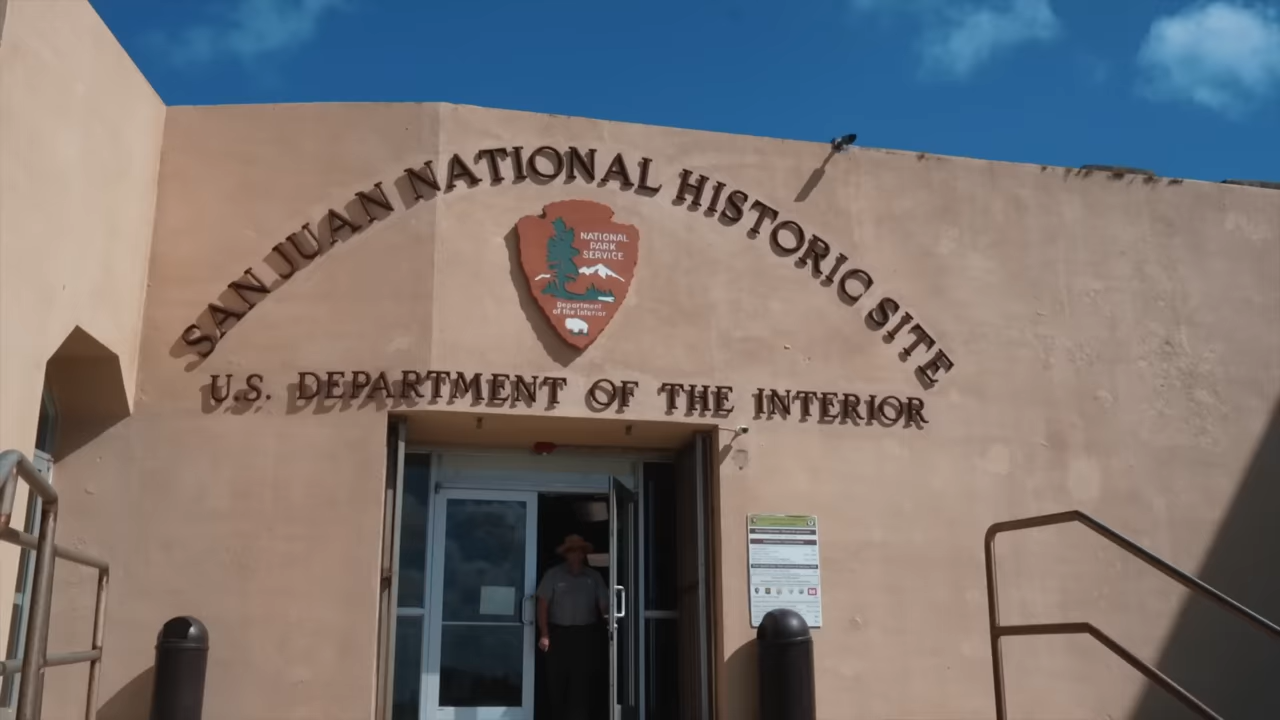 SAN JUAN NATIONAL HISTORIC SITE
NATIONAL
PARK
SERVICE
Department
of the Interior
U.S. DEPARTMENT OF THE INTERIOR